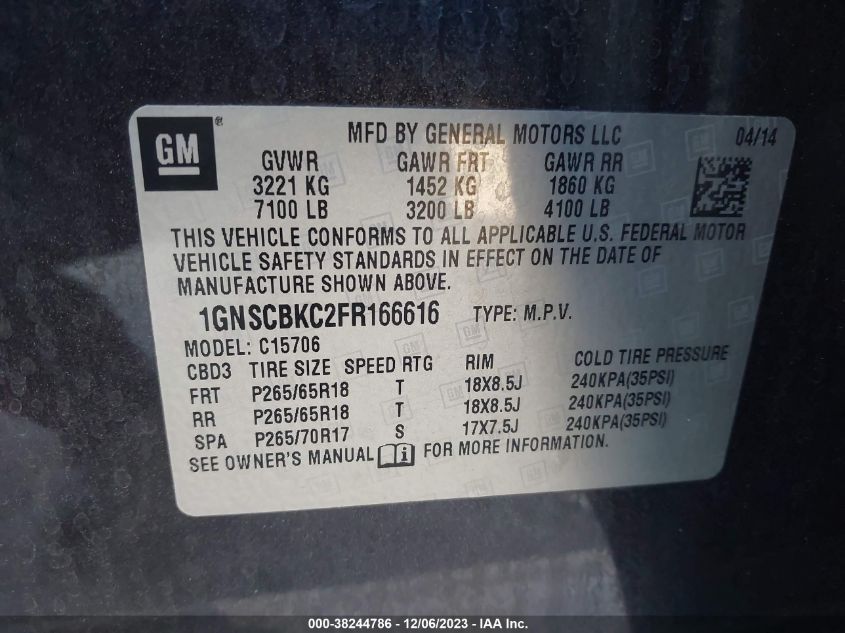 GM ® MFD BY GENERAL MOTORS LLC 04/14
GVWR GAWR FRT GAWR RR
3221 KG 1452 KG 1860 KG
7100 LB 3200 LB 4100 LB
THIS VEHICLE CONFORMS TO ALL APPLICABLE U.S. FEDERAL MOTOR
VEHICLE SAFETY STANDARDS IN EFFECT ON THE DATE OF
MANUFACTURE SHOWN ABOVE.
1GNSCBKC2FR166616 TYPE: M.P.V.
MODEL: C15706
CBD3 TIRE SIZE SPEED RTG RIM COLD TIRE PRESSURE
FRT P265/65R18 T 18X8.5J 240KPA(35PSI)
RR P265/65R18 T 18X8.5J 240KPA(35PSI)
SPA P265/70R17 S 17X7.5J 240KPA(35PSI)
SEE OWNER'S MANUAL i FOR MORE INFORMATION.
000-38244786 - 12/06/2023 - IAA Inc.